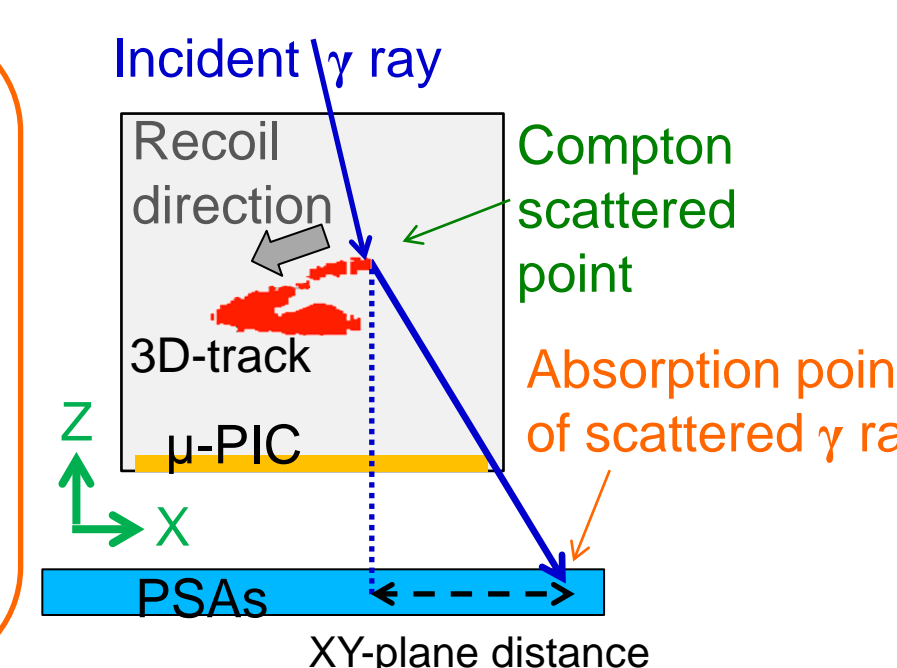 Incident γ ray
Recoil
direction
Compton
scattered
point
3D-track
Absorption poin
of scattered γ ra
Z
μ-PIC
X
PSAs
XY-plane distance